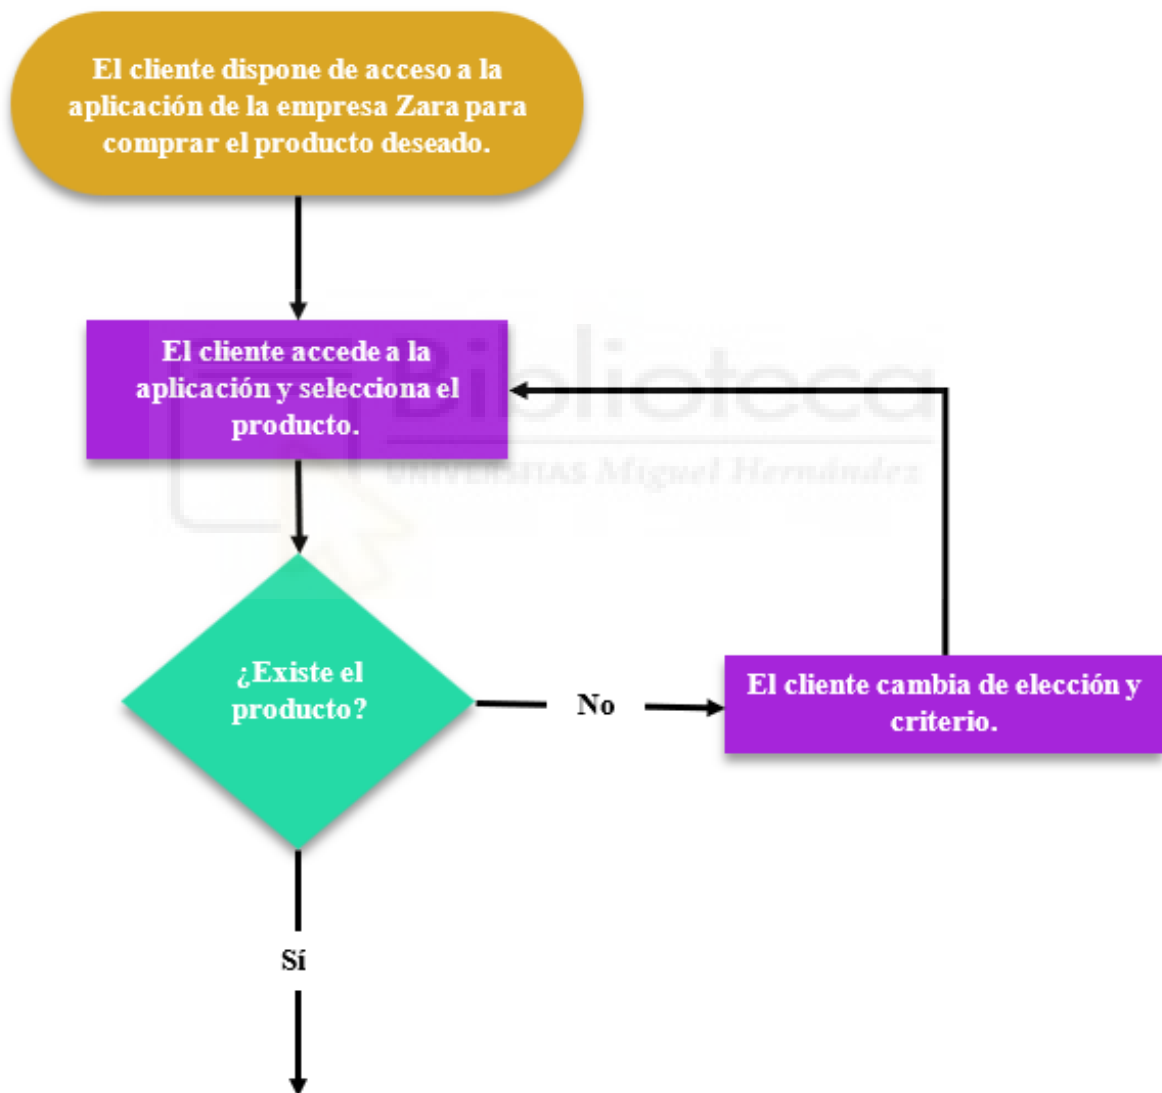 El cliente dispone de acceso a la
aplicación de la empresa Zara para
comprar el producto deseado.
El cliente accede a la
aplicación y selecciona el
producto.
Biblioteca
UNIVERSITAS Miguel Hernández
¿Existe el
producto?
No
El cliente cambia de elección y
criterio.
Sí